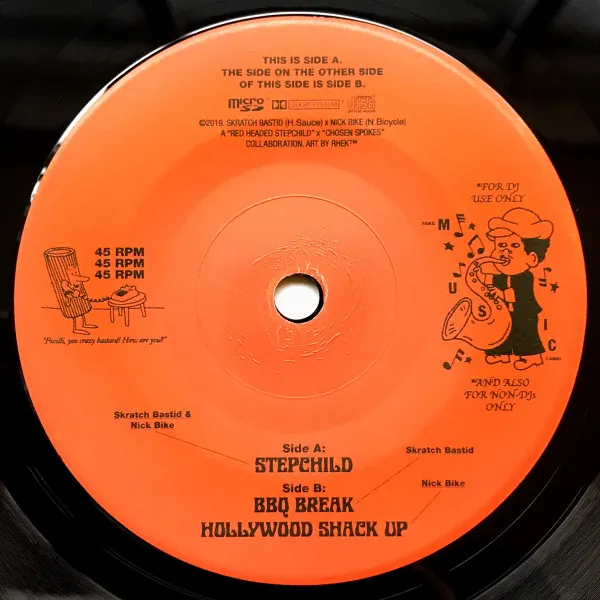 THIS IS SIDE A.
THE SIDE ON THE OTHER SIDE
OF THIS SIDE IS SIDE B.
micro SD
©2019. SKRATCH BASTID (H.Sauce) x NICK BIKE (N.Bicycle)
A "RED HEADED STEPCHILD" x "CHOSEN SPOKES"
COLLABORATION. ART BY RHEK™
*FOR DJ
USE ONLY
45 RPM
45 RPM
45 RPM
"Fusilli, you crazy bastard! How are you?"
M
U
S
I
C
*AND ALSO
FOR NON-DJs
ONLY
Skratch Bastid &
Nick Bike
Side A:
STEPCHILD
Skratch Bastid
Side B:
BBQ BREAK
Nick Bike
HOLLYWOOD SHACK UP